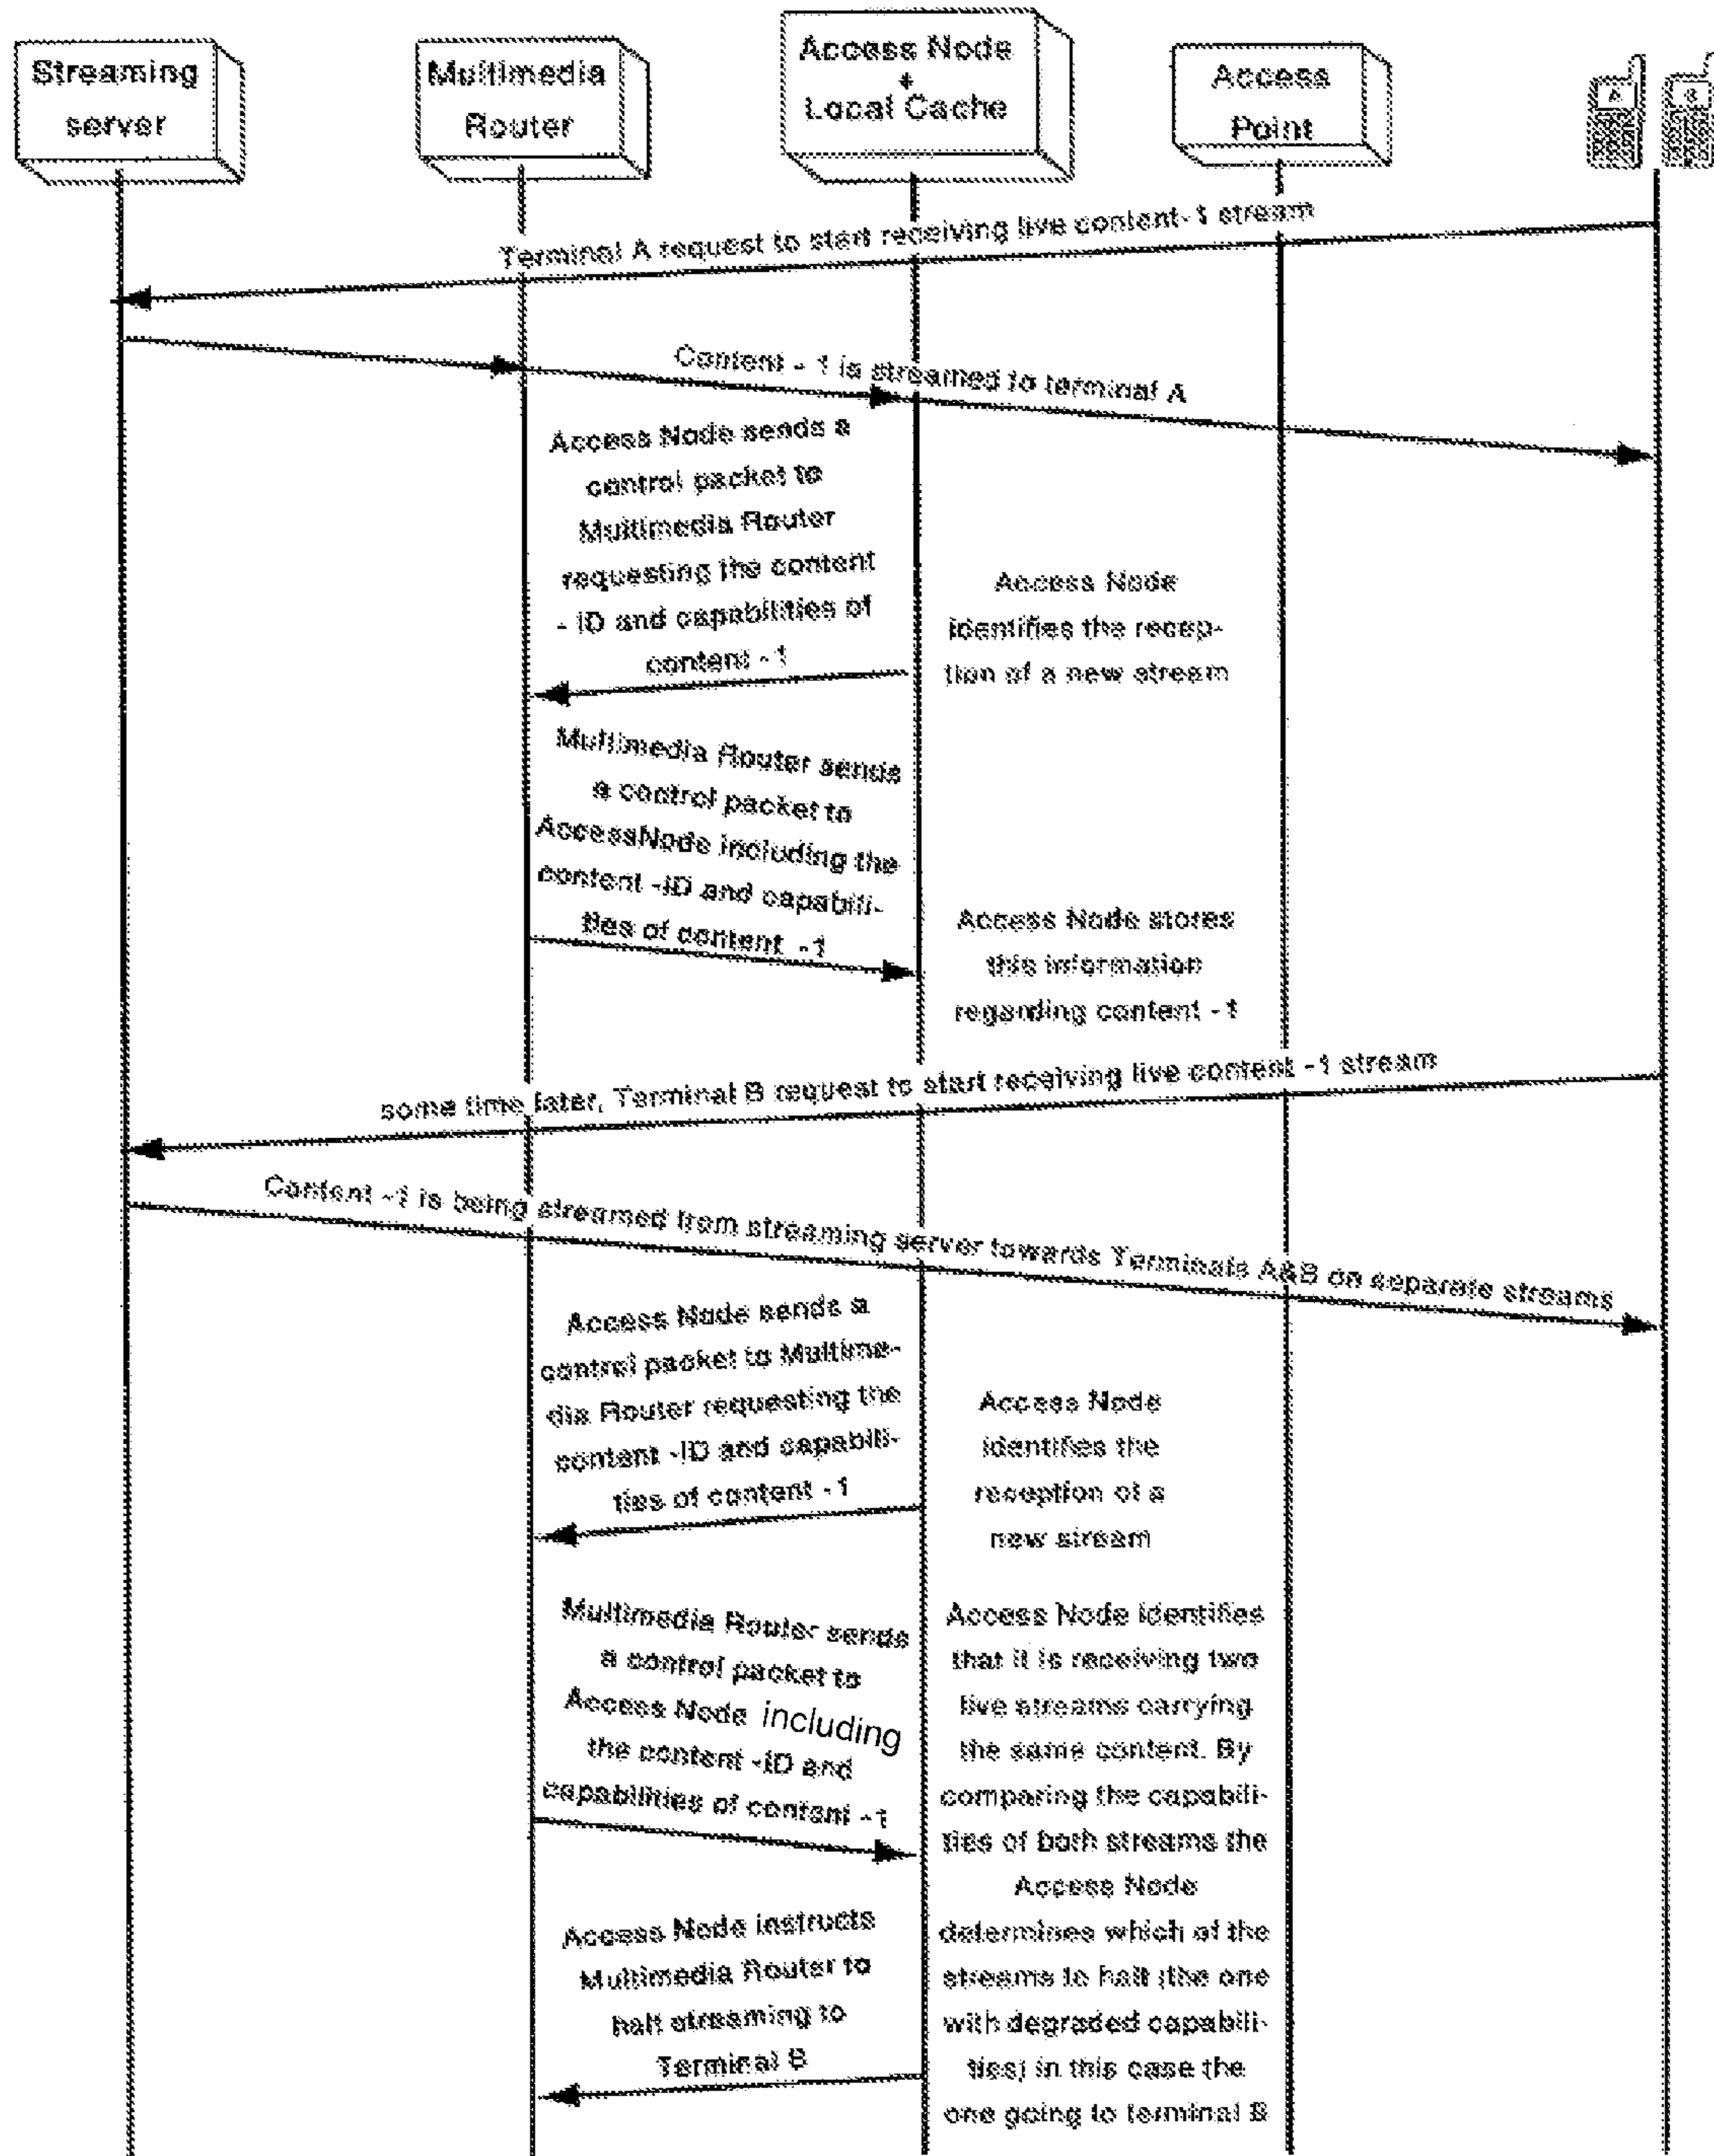 Streaming
server
Multimedia
Router
Access Node
+
Local Cache
Access
Point
A
B
Terminal A request to start receiving live content-1 stream
Content - 1 is streamed to terminal A
Access Node sends a
control packet to
Multimedia Router
requesting the content
- ID and capabilities of
content -1
Access Node
identifies the recep-
tion of a new stream
Multimedia Router sends
a control packet to
AccessNode including the
content -ID and capabili-
ties of content -1
Access Node stores
this information
regarding content -1
some time later, Terminal B request to start receiving live content -1 stream
Content -1 is being streamed from streaming server towards Terminals A&B on separate streams
Access Node sends a
control packet to Multime-
dia Router requesting the
content -ID and capabili-
ties of content -1
Access Node
identifies the
reception of a
new stream
Multimedia Router sends
a control packet to
Access Node including
the content -ID and
capabilities of content -1
Access Node identifies
that it is receiving two
live streams carrying
the same content. By
comparing the capabili-
ties of both streams the
Access Node
determines which of the
streams to halt (the one
with degraded capabili-
ties) in this case the
one going to terminal B
Access Node instructs
Multimedia Router to
halt streaming to
Terminal B